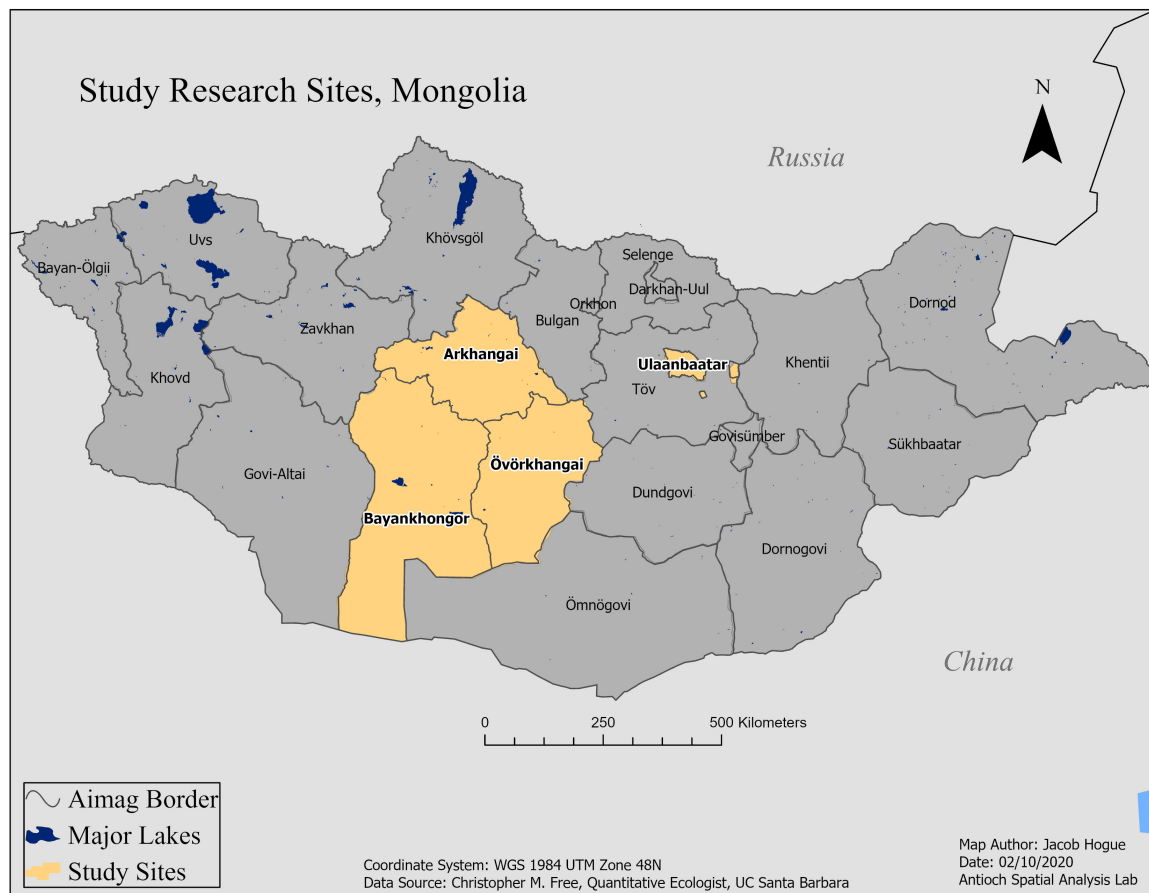 Study Research Sites, Mongolia
N
Russia
Khövsgöl
Uvs
Bayan-Ölgii
Selenge
Darkhan-Uul
Orkhon
Dornod
Bulgan
Zavkhan
Arkhangai
Ulaanbaatar
Khentii
Khovd
Töv
Govisümber
Sükhbaatar
Övörkhangai
Govi-Altai
Dundgovi
Bayankhongor
Dornogovi
Ömnögovi
China
0 250 500 Kilometers
Aimag Border
Major Lakes
Study Sites
Coordinate System: WGS 1984 UTM Zone 48N
Data Source: Christopher M. Free, Quantitative Ecologist, UC Santa Barbara
Map Author: Jacob Hogue
Date: 02/10/2020
Antioch Spatial Analysis Lab